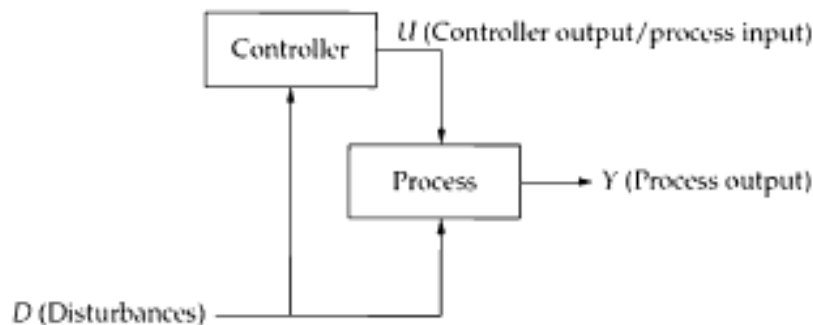 Controller
U (Controller output/process input)
Process
Y (Process output)
D (Disturbances)